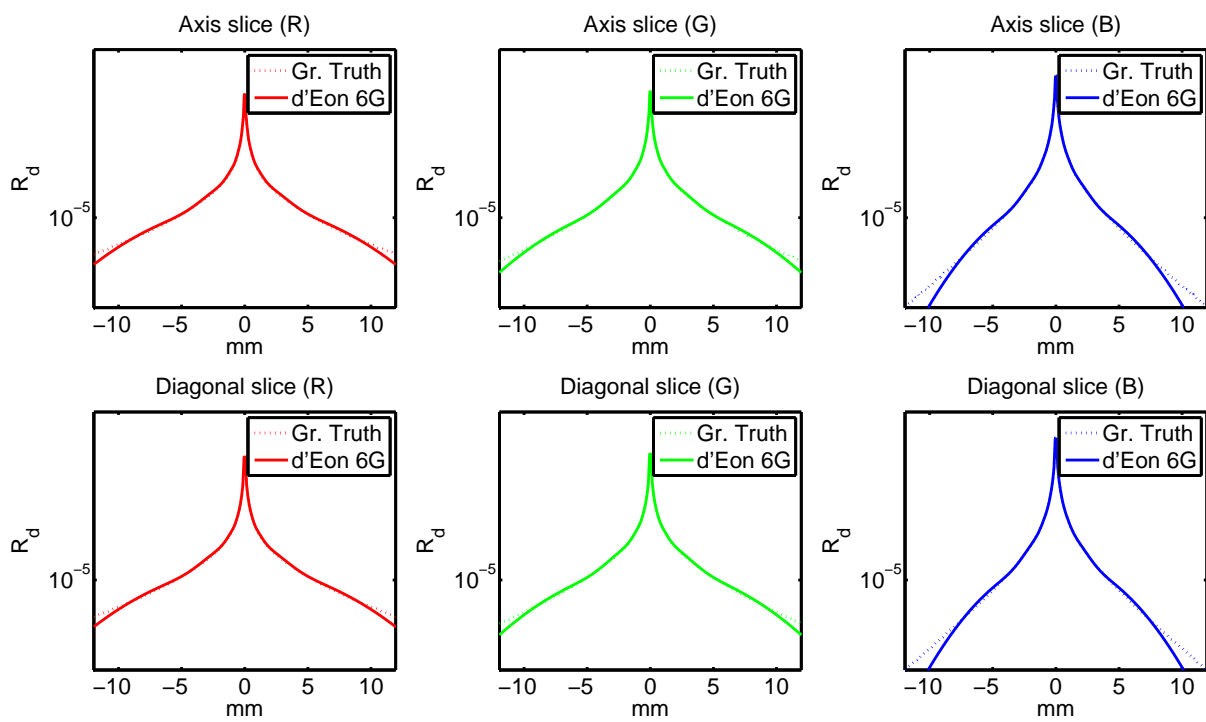 Axis slice (R)
Gr. Truth
d'Eon 6G
R_d
10^−5
−10 −5 0 5 10
mm
Axis slice (G)
Gr. Truth
d'Eon 6G
R_d
10^−5
−10 −5 0 5 10
mm
Axis slice (B)
Gr. Truth
d'Eon 6G
R_d
10^−5
−10 −5 0 5 10
mm
Diagonal slice (R)
Gr. Truth
d'Eon 6G
R_d
10^−5
−10 −5 0 5 10
mm
Diagonal slice (G)
Gr. Truth
d'Eon 6G
R_d
10^−5
−10 −5 0 5 10
mm
Diagonal slice (B)
Gr. Truth
d'Eon 6G
R_d
10^−5
−10 −5 0 5 10
mm